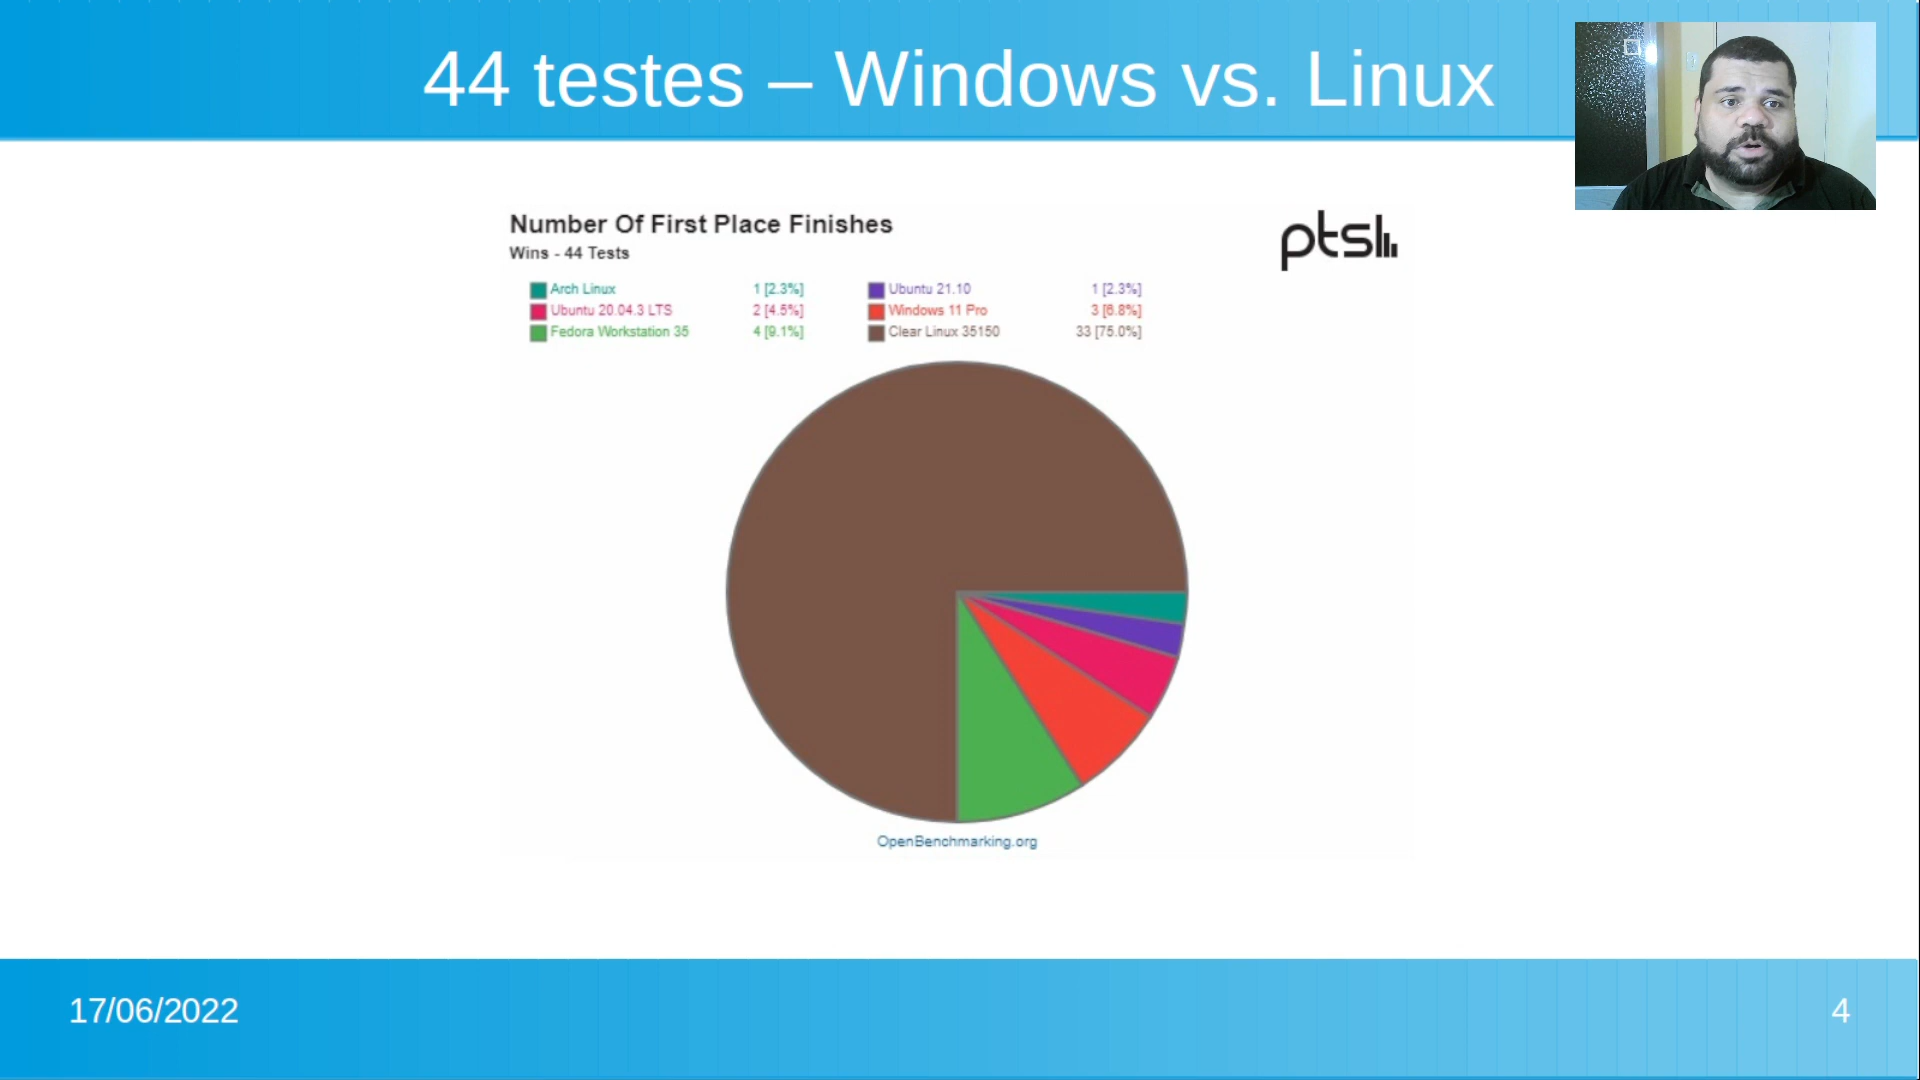 44 testes – Windows vs. Linux
Number Of First Place Finishes
Wins - 44 Tests
ptsl
Arch Linux 1 [2.3%] Ubuntu 21.10 1 [2.3%]
Ubuntu 20.04.3 LTS 2 [4.5%] Windows 11 Pro 3 [6.8%]
Fedora Workstation 35 4 [9.1%] Clear Linux 35150 33 [75.0%]
OpenBenchmarking.org
17/06/2022
4